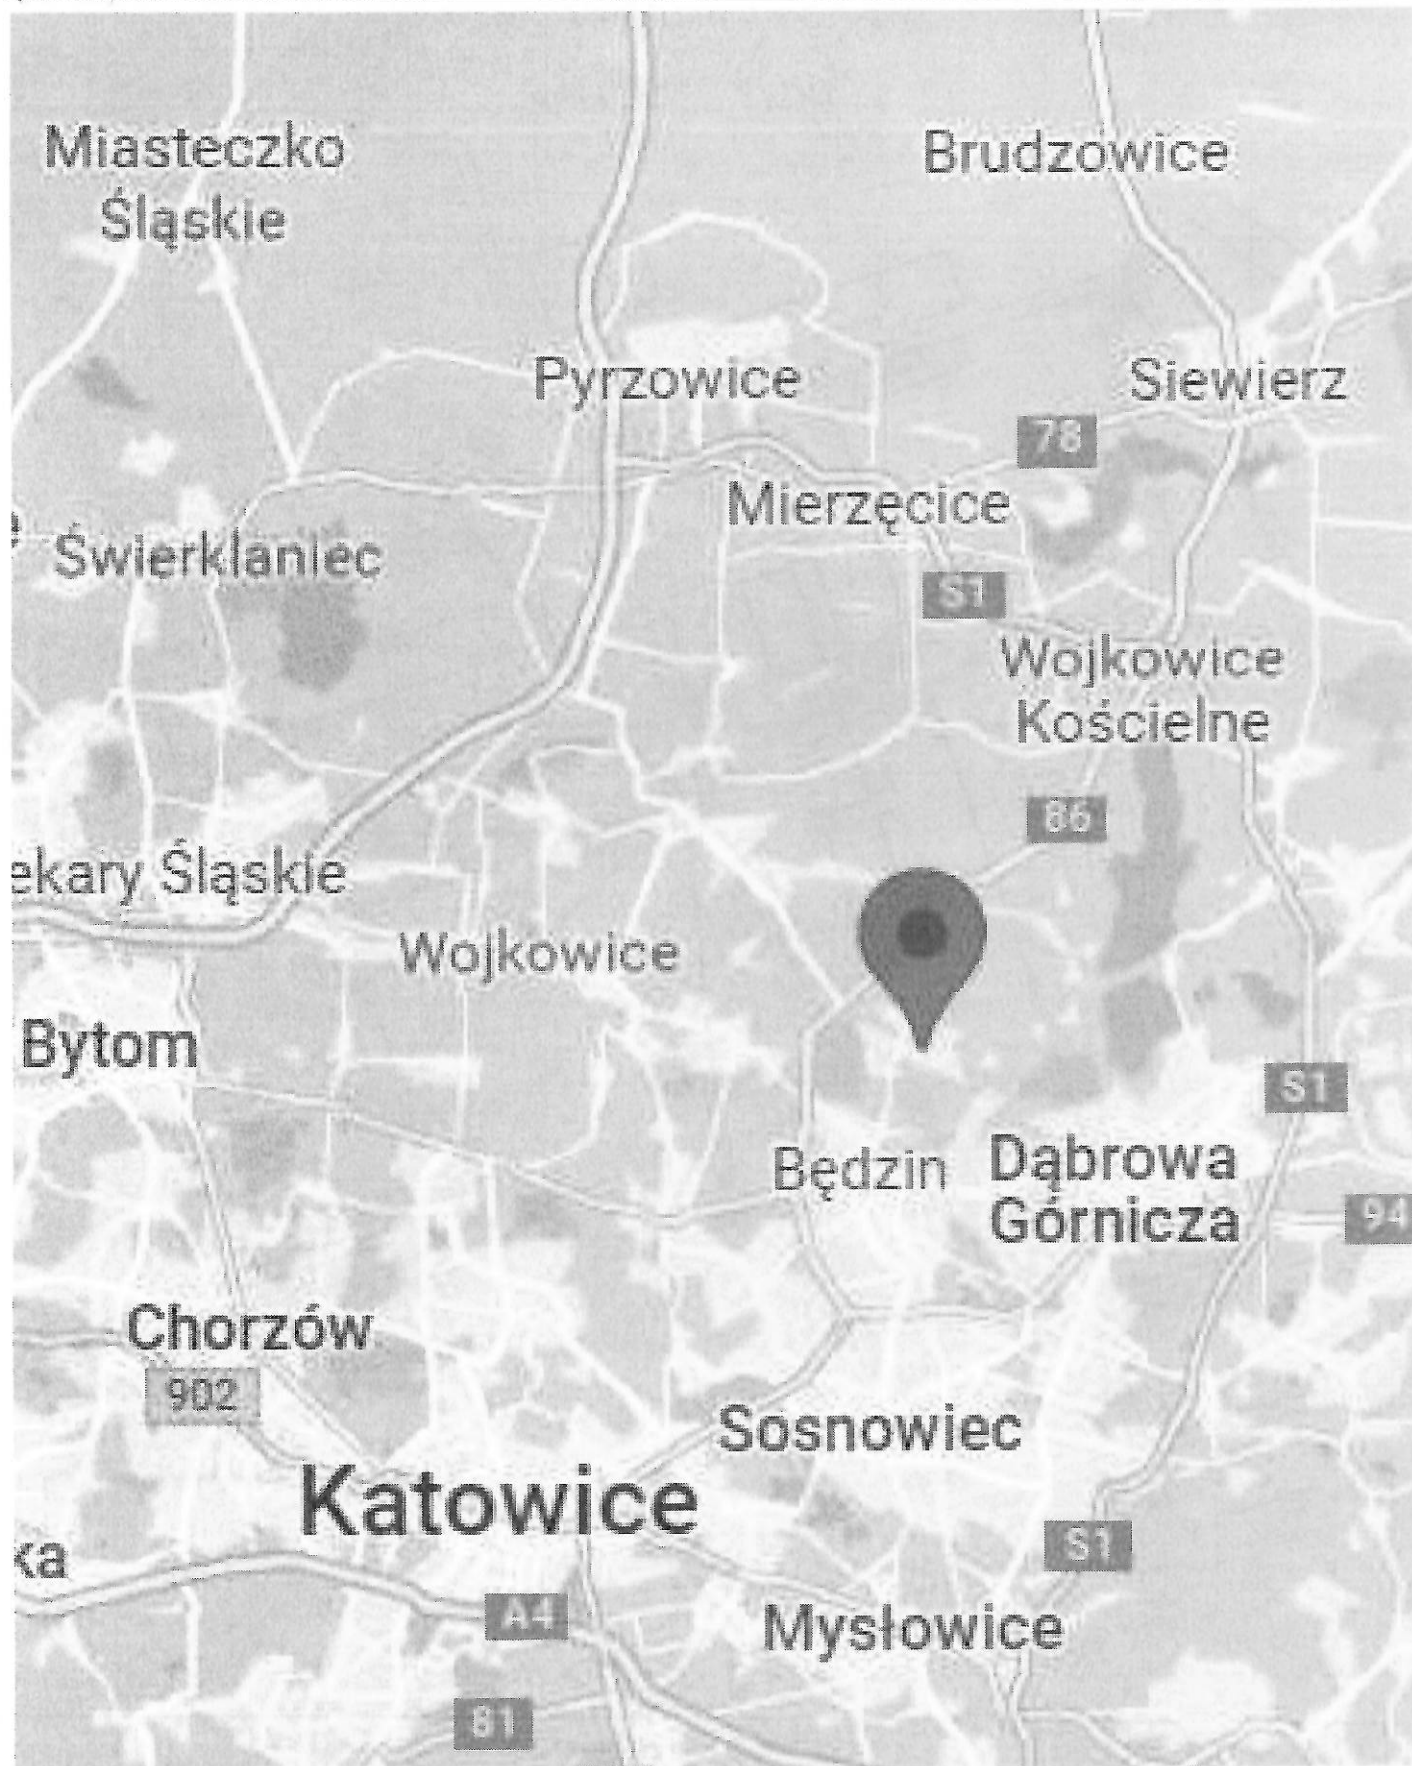 Miasteczko
Śląskie
Brudzowice
Pyrzowice
Siewierz
78
Mierzęcice
Świerklaniec
S1
Wojkowice
Kościelne
86
ekary Śląskie
Wojkowice
Bytom
S1
Będzin
Dąbrowa
Górnicza
94
Chorzów
902
Sosnowiec
Katowice
ka
S1
A4
Mysłowice
81